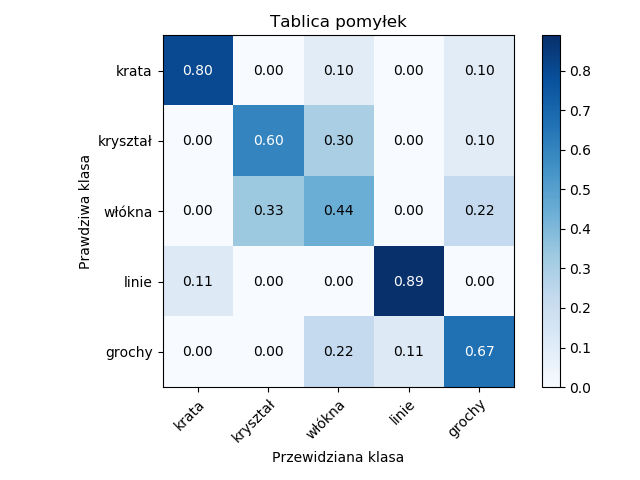 Tablica pomyłek
krata 0.80 0.00 0.10 0.00 0.10
kryształ 0.00 0.60 0.30 0.00 0.10
włókna 0.00 0.33 0.44 0.00 0.22
linie 0.11 0.00 0.00 0.89 0.00
grochy 0.00 0.00 0.22 0.11 0.67
krata kryształ włókna linie grochy
Prawdziwa klasa
Przewidziana klasa
0.8
0.7
0.6
0.5
0.4
0.3
0.2
0.1
0.0